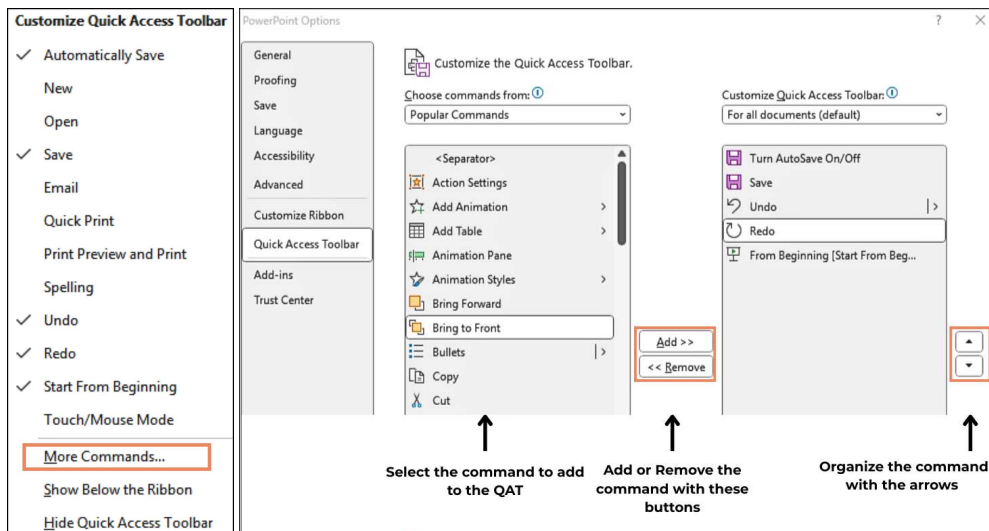 Customize Quick Access Toolbar
Automatically Save
New
Open
Save
Email
Quick Print
Print Preview and Print
Spelling
Undo
Redo
Start From Beginning
Touch/Mouse Mode
More Commands...
Show Below the Ribbon
Hide Quick Access Toolbar
PowerPoint Options
?
General
Proofing
Save
Language
Accessibility
Advanced
Customize Ribbon
Quick Access Toolbar
Add-ins
Trust Center
Customize the Quick Access Toolbar.
Choose commands from:
Popular Commands
<Separator>
Action Settings
Add Animation
Add Table
Animation Pane
Animation Styles
Bring Forward
Bring to Front
Bullets
Copy
Cut
Add >>
<< Remove
Customize Quick Access Toolbar:
For all documents (default)
Turn AutoSave On/Off
Save
Undo
Redo
From Beginning [Start From Beg...
Select the command to add
to the QAT
Add or Remove the
command with these
buttons
Organize the command
with the arrows